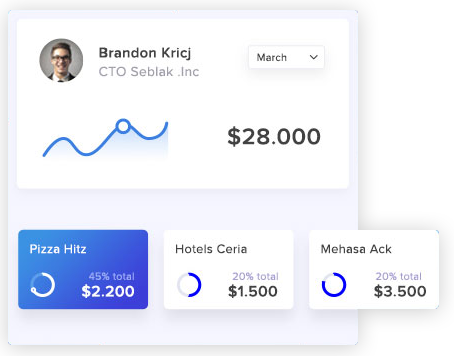 Brandon Kricj
CTO Seblak .Inc
March
$28.000
Pizza Hitz
45% total
$2.200
Hotels Ceria
20% total
$1.500
Mehasa Ack
20% total
$3.500